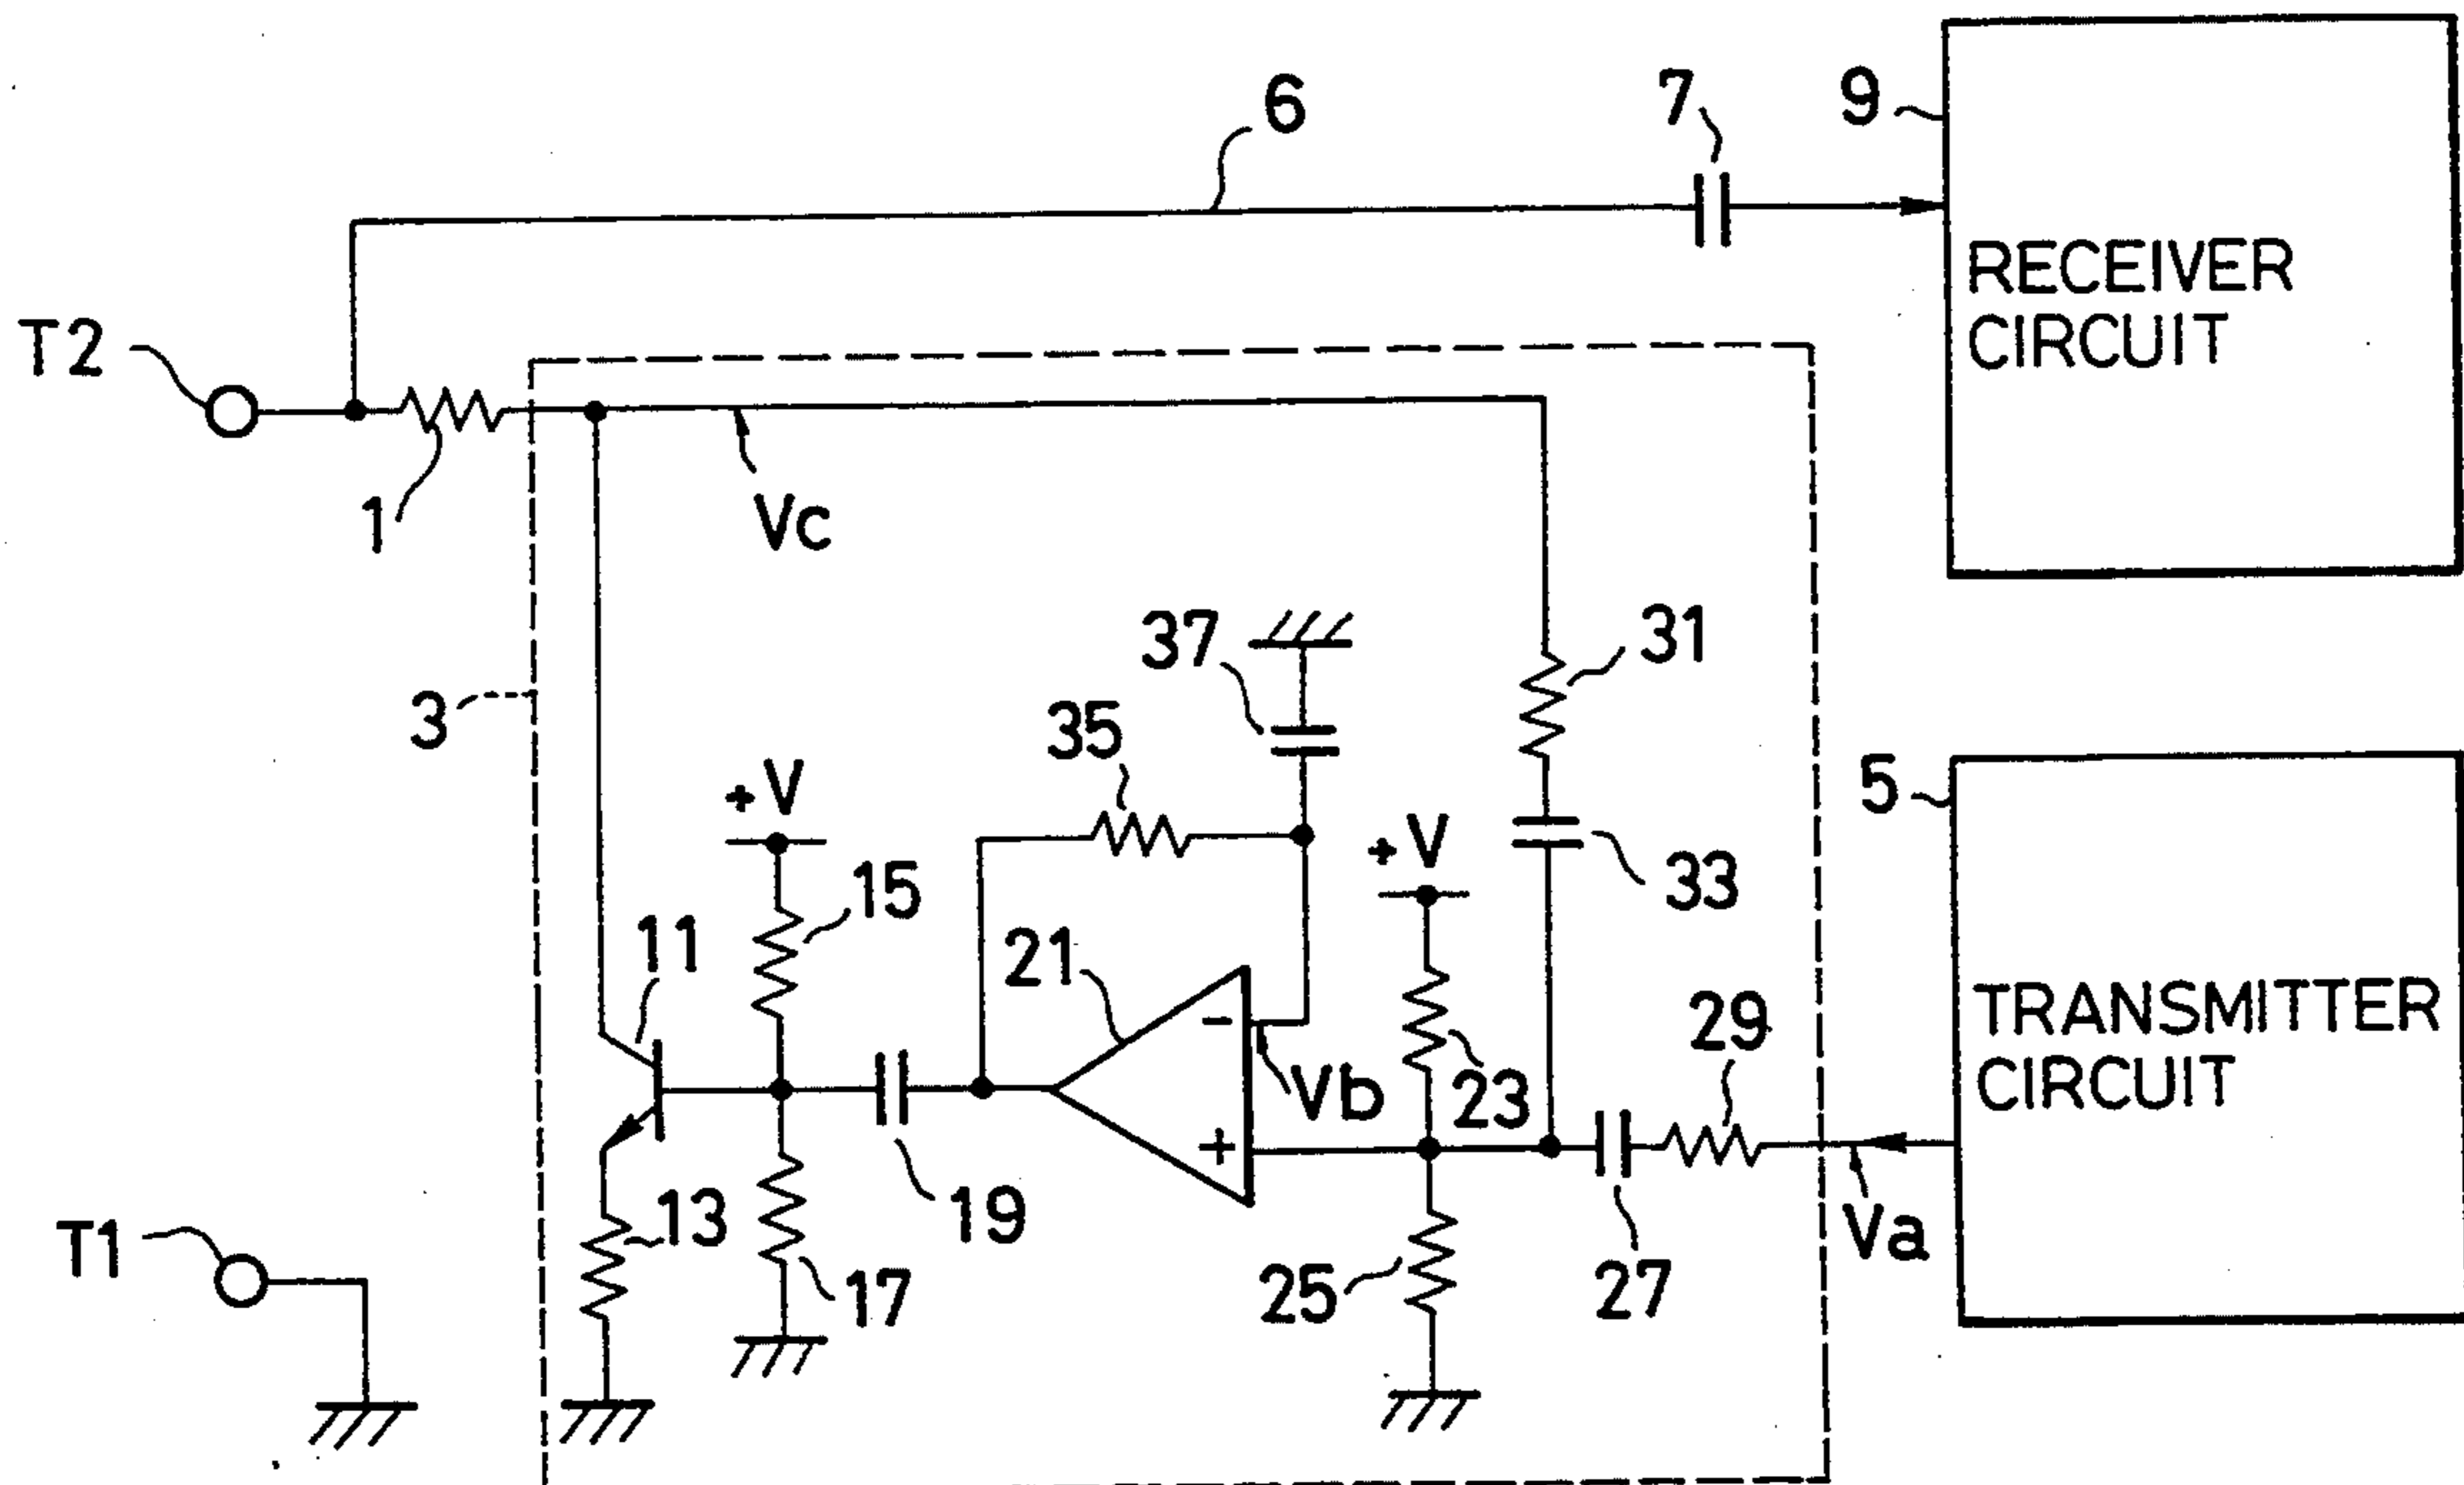 6
7
9
RECEIVER
CIRCUIT
T2
1
Vc
37
31
3
35
+V
5
+V
15
33
11
21
29
TRANSMITTER
CIRCUIT
-
Vb
23
+
13
19
Va
T1
17
25
27